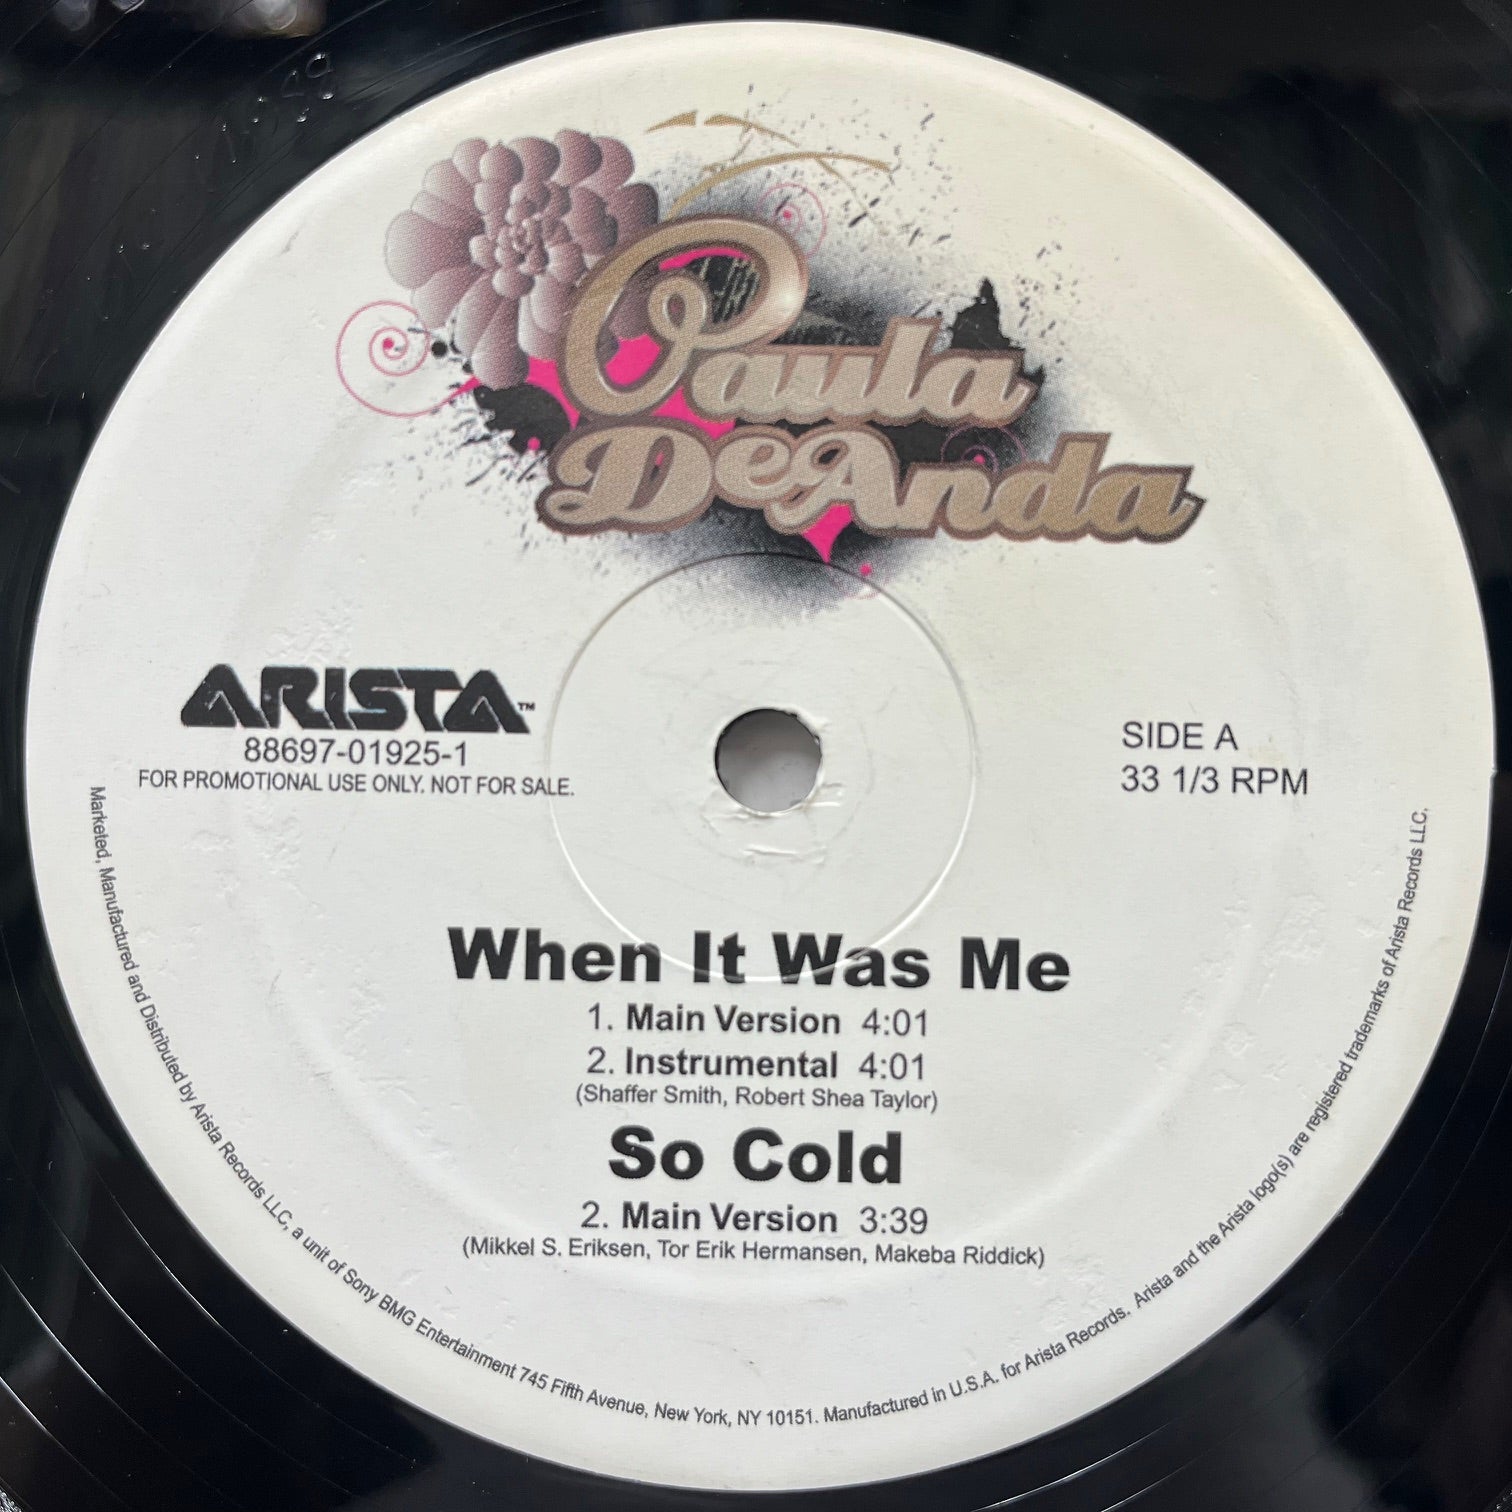 Paula
DeAnda
ARISTA™
88697-01925-1
FOR PROMOTIONAL USE ONLY. NOT FOR SALE.
SIDE A
33 1/3 RPM
When It Was Me
1. Main Version 4:01
2. Instrumental 4:01
(Shaffer Smith, Robert Shea Taylor)
So Cold
2. Main Version 3:39
(Mikkel S. Eriksen, Tor Erik Hermansen, Makeba Riddick)
Marketed, Manufactured and Distributed by Arista Records LLC, a unit of Sony BMG Entertainment 745 Fifth Avenue, New York, NY 10151. Manufactured in U.S.A. for Arista Records. Arista and the Arista logo(s) are registered trademarks of Arista Records LLC.